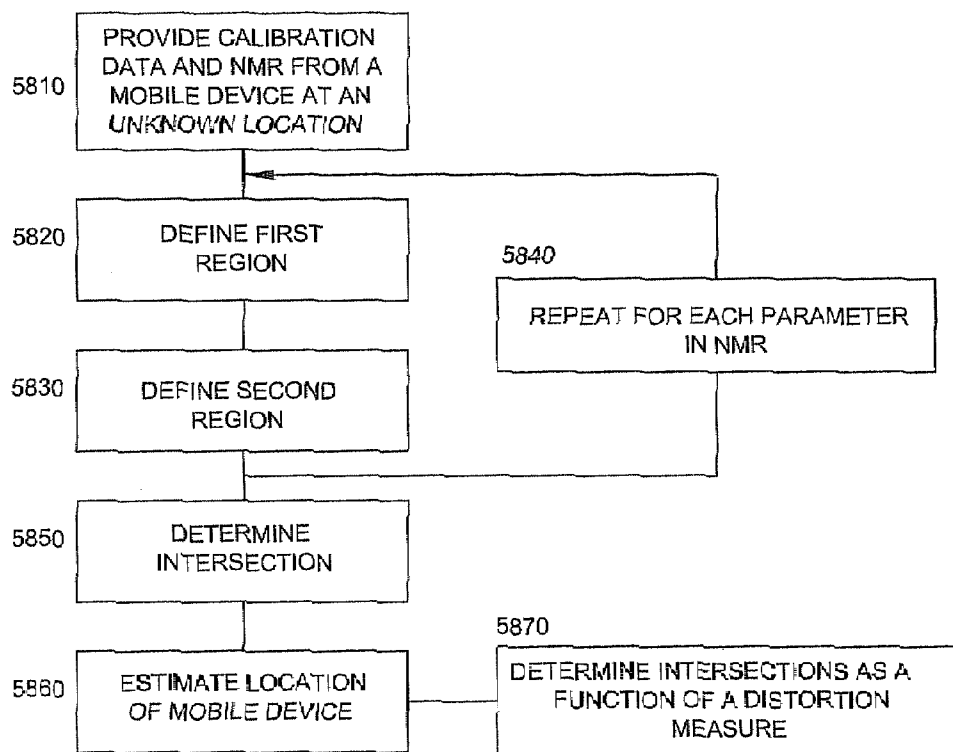 5810
PROVIDE CALIBRATION
DATA AND NMR FROM A
MOBILE DEVICE AT AN
UNKNOWN LOCATION
5820
DEFINE FIRST
REGION
5840
REPEAT FOR EACH PARAMETER
IN NMR
5830
DEFINE SECOND
REGION
5850
DETERMINE
INTERSECTION
5860
ESTIMATE LOCATION
OF MOBILE DEVICE
5870
DETERMINE INTERSECTIONS AS A
FUNCTION OF A DISTORTION
MEASURE